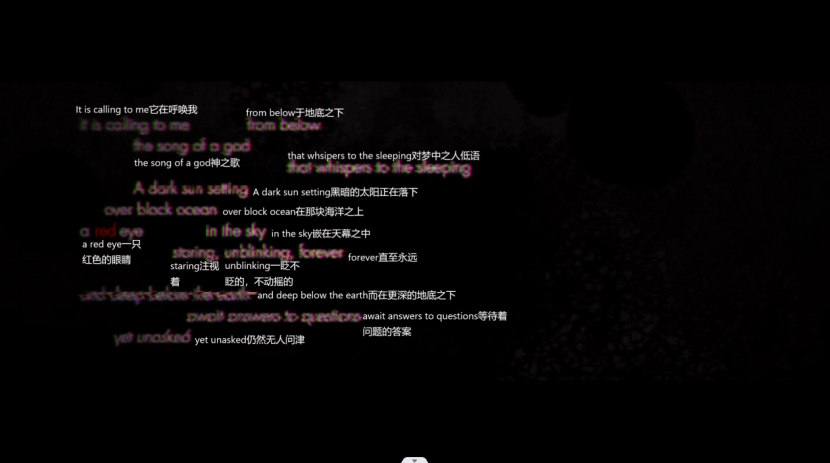 It is calling to me它在呼唤我
from below于地底之下
it is calling to me
from below
the song of a god
that whsipers to the sleeping对梦中之人低语
the song of a god神之歌
that whispers to the sleeping
A dark sun setting
A dark sun setting黑暗的太阳正在落下
over black ocean
over block ocean在那块海洋之上
a red eye
in the sky
in the sky嵌在天幕之中
a red eye一只
红色的眼睛
staring, unblinking, forever
forever直至永远
staring注视
着
unblinking一眨不
眨的，不动摇的
and deep below the earth
and deep below the earth而在更深的地底之下
await answers to questions
await answers to questions等待着
问题的答案
yet unasked
yet unasked仍然无人问津